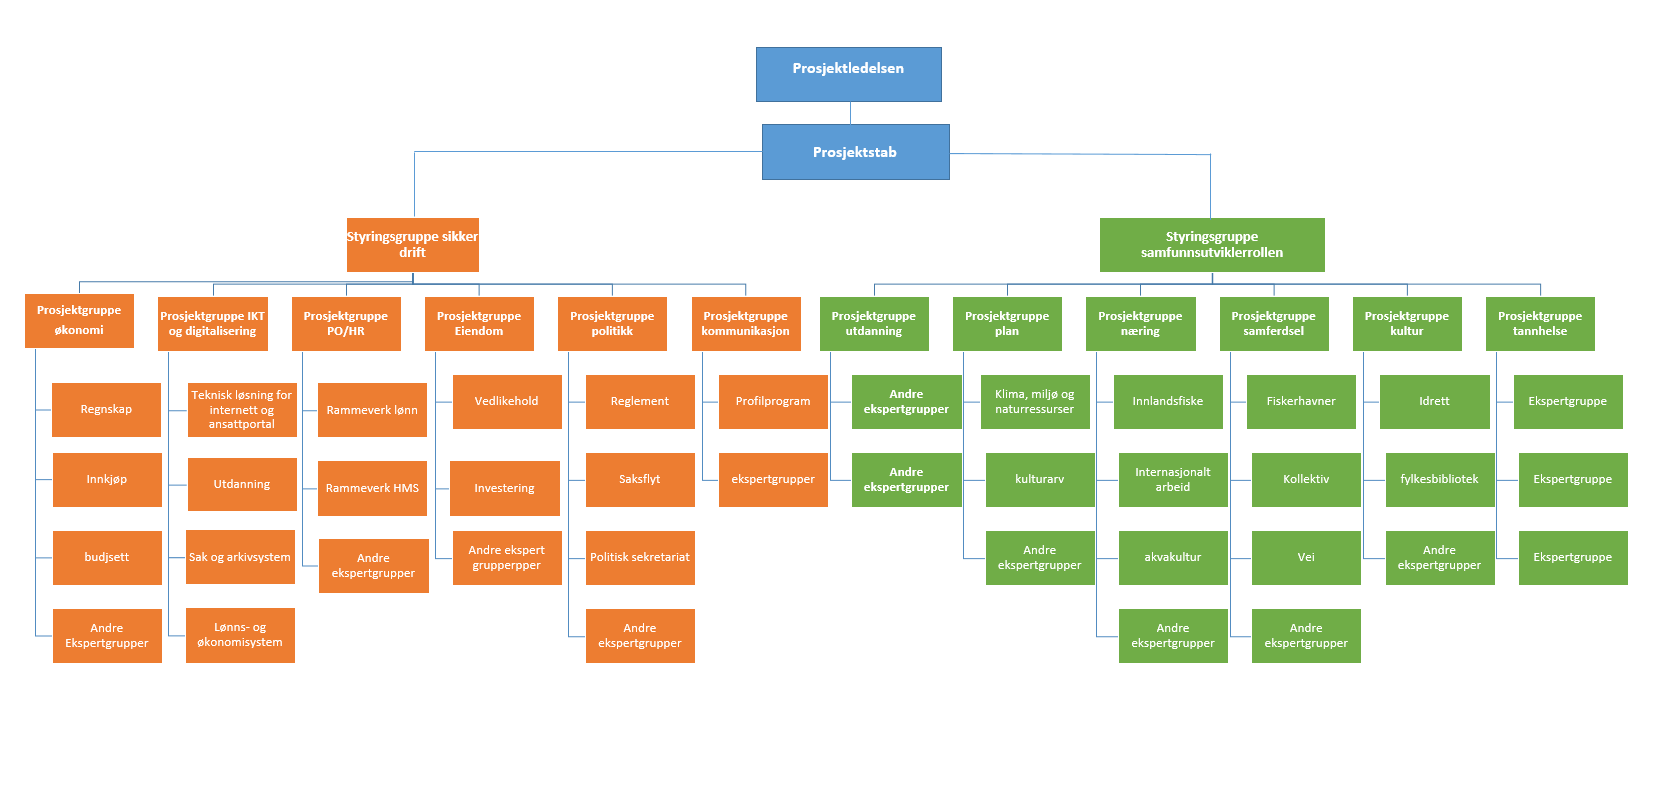 Prosjektledelsen
Prosjektstab
Styringsgruppe sikker
drift
Styringsgruppe
samfunnsutviklerrollen
Prosjektgruppe
økonomi
Prosjektgruppe IKT
og digitalisering
Prosjektgruppe
PO/HR
Prosjektgruppe
Eiendom
Prosjektgruppe
politikk
Prosjektgruppe
kommunikasjon
Prosjektgruppe
utdanning
Prosjektgruppe
plan
Prosjektgruppe
næring
Prosjektgruppe
samferdsel
Prosjektgruppe
kultur
Prosjektgruppe
tannhelse
Regnskap
Innkjøp
budjsett
Andre
Ekspertgrupper
Teknisk løsning for
internett og
ansattportal
Utdanning
Sak og arkivsystem
Lønns- og
økonomisystem
Rammeverk lønn
Rammeverk HMS
Andre
ekspertgrupper
Vedlikehold
Investering
Andre ekspert
grupperpper
Reglement
Saksflyt
Politisk sekretariat
Andre
ekspertgrupper
Profilprogram
ekspertgrupper
Andre
ekspertgrupper
Andre
ekspertgrupper
Klima, miljø og
naturressurser
kulturarv
Andre
ekspertgrupper
Innlandsfiske
Internasjonalt
arbeid
akvakultur
Andre
ekspertgrupper
Fiskerhavner
Kollektiv
Vei
Andre
ekspertgrupper
Idrett
fylkesbibliotek
Andre
ekspertgrupper
Ekspertgruppe
Ekspertgruppe
Ekspertgruppe